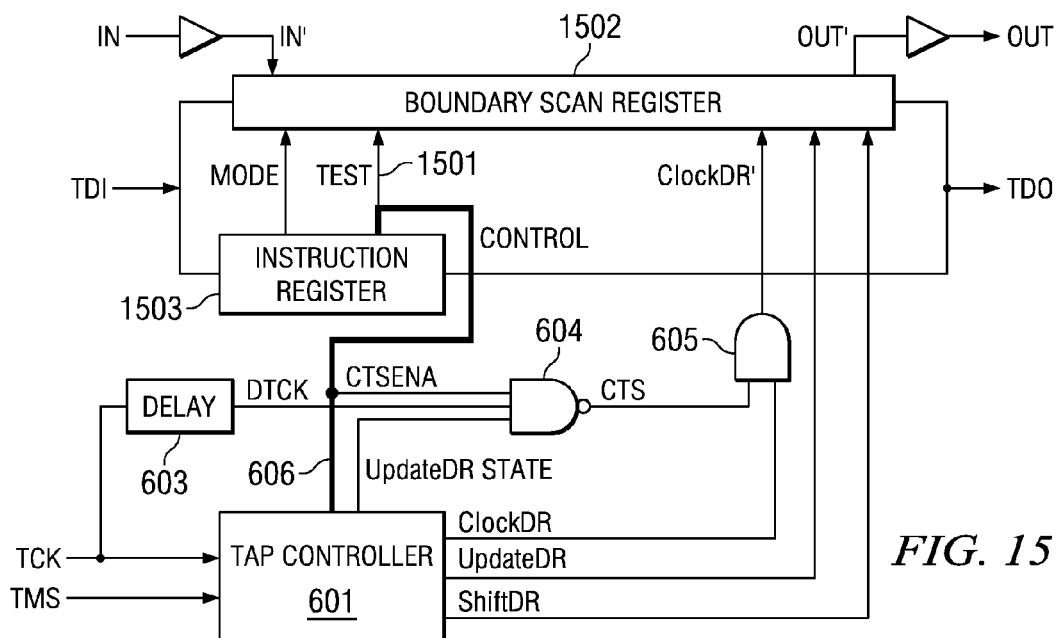 IN
IN'
1502
OUT'
OUT
BOUNDARY SCAN REGISTER
MODE
TEST
1501
ClockDR'
TDI
TDO
CONTROL
INSTRUCTION
REGISTER
1503
604
605
CTSENA
CTS
DTCK
DELAY
603
606
UpdateDR STATE
ClockDR
TCK
TAP CONTROLLER
UpdateDR
FIG. 15
TMS
601
ShiftDR